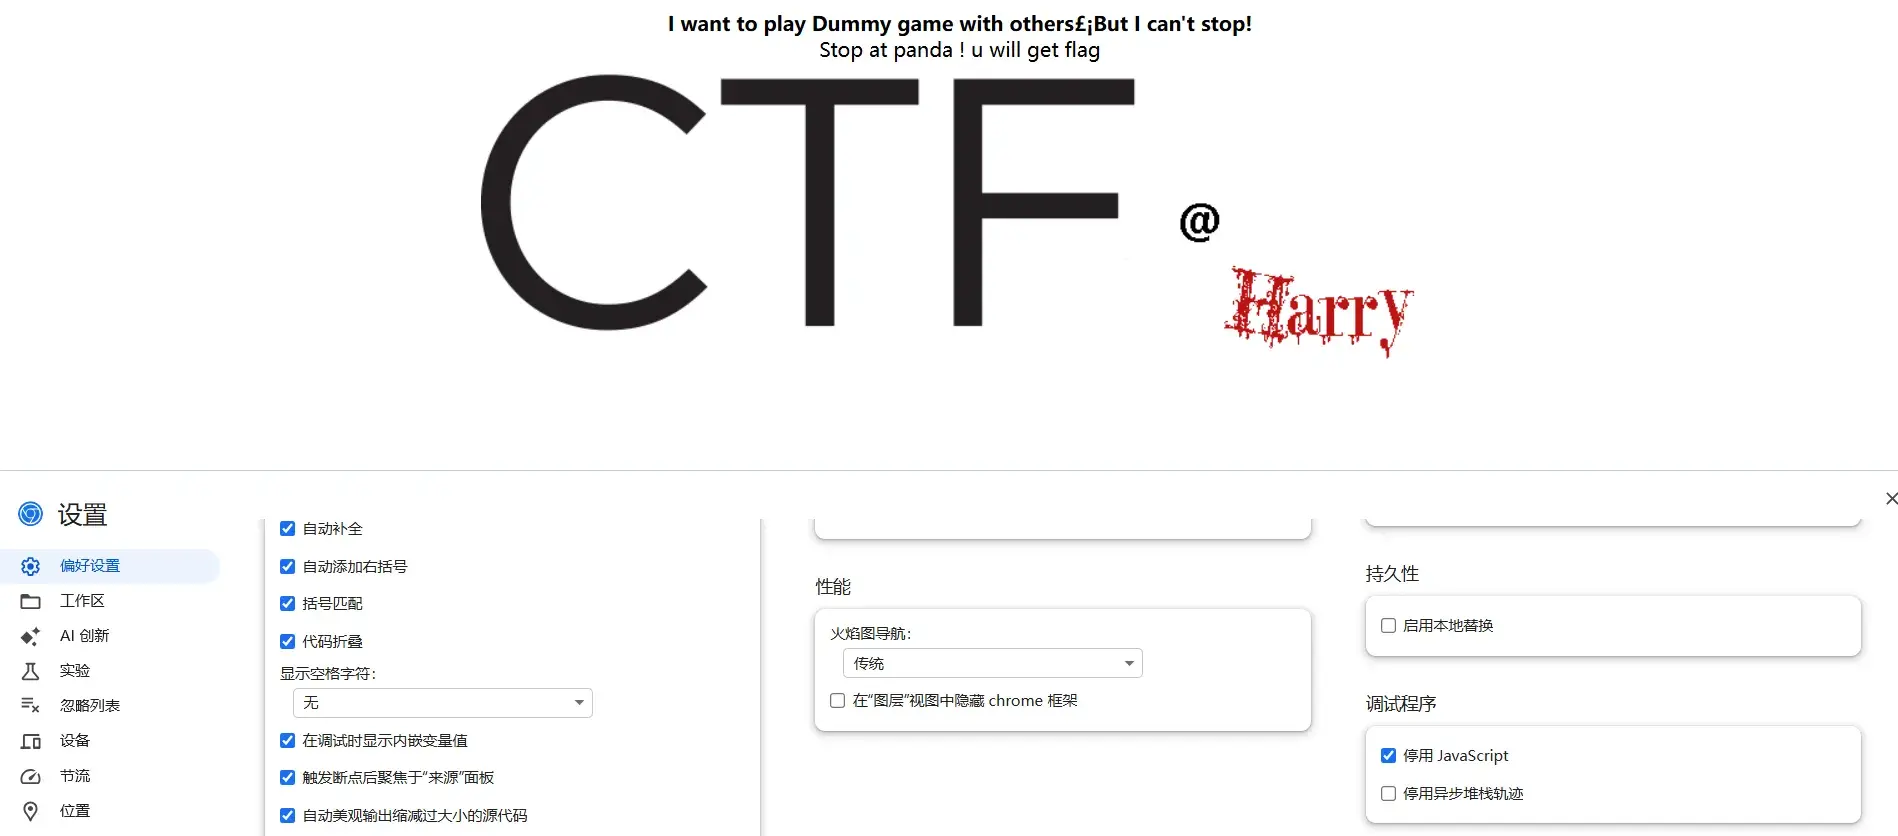 I want to play Dummy game with others£¡But I can't stop!
Stop at panda ! u will get flag
CTF
@
Harry
设置
偏好设置
工作区
AI 创新
实验
忽略列表
设备
节流
位置
自动补全
自动添加右括号
括号匹配
代码折叠
显示空格字符:
无
在调试时显示内嵌变量值
触发断点后聚焦于“来源”面板
自动美观输出缩减过大小的源代码
性能
火焰图导航:
传统
在“图层”视图中隐藏 chrome 框架
持久性
启用本地替换
调试程序
停用 JavaScript
停用异步堆栈轨迹